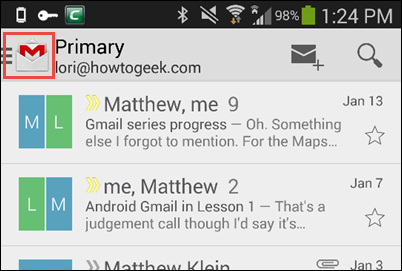 98% 1:24 PM
Primary
lori@howtogeek.com
M L
Matthew, me 9 Jan 13
Gmail series progress — Oh. Something
else I forgot to mention. For the Maps...
L M
me, Matthew 2 Jan 7
Android Gmail in Lesson 1 — That's a
judgement call though I'd say it's...
Matthew Klein Jan 3